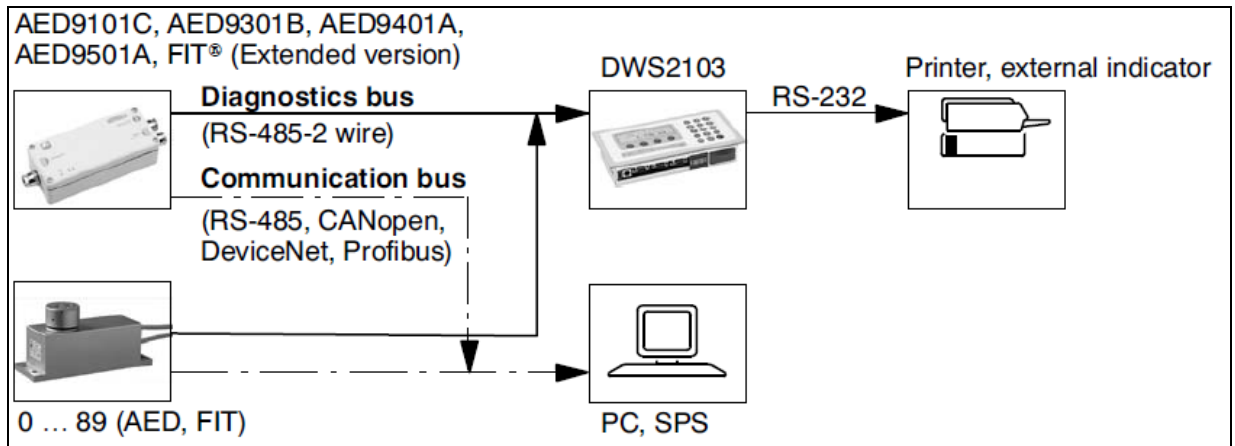 AED9101C, AED9301B, AED9401A,
AED9501A, FIT® (Extended version)
DWS2103
Printer, external indicator
Diagnostics bus
RS-232
(RS-485-2 wire)
Communication bus
(RS-485, CANopen,
DeviceNet, Profibus)
0 … 89 (AED, FIT)
PC, SPS